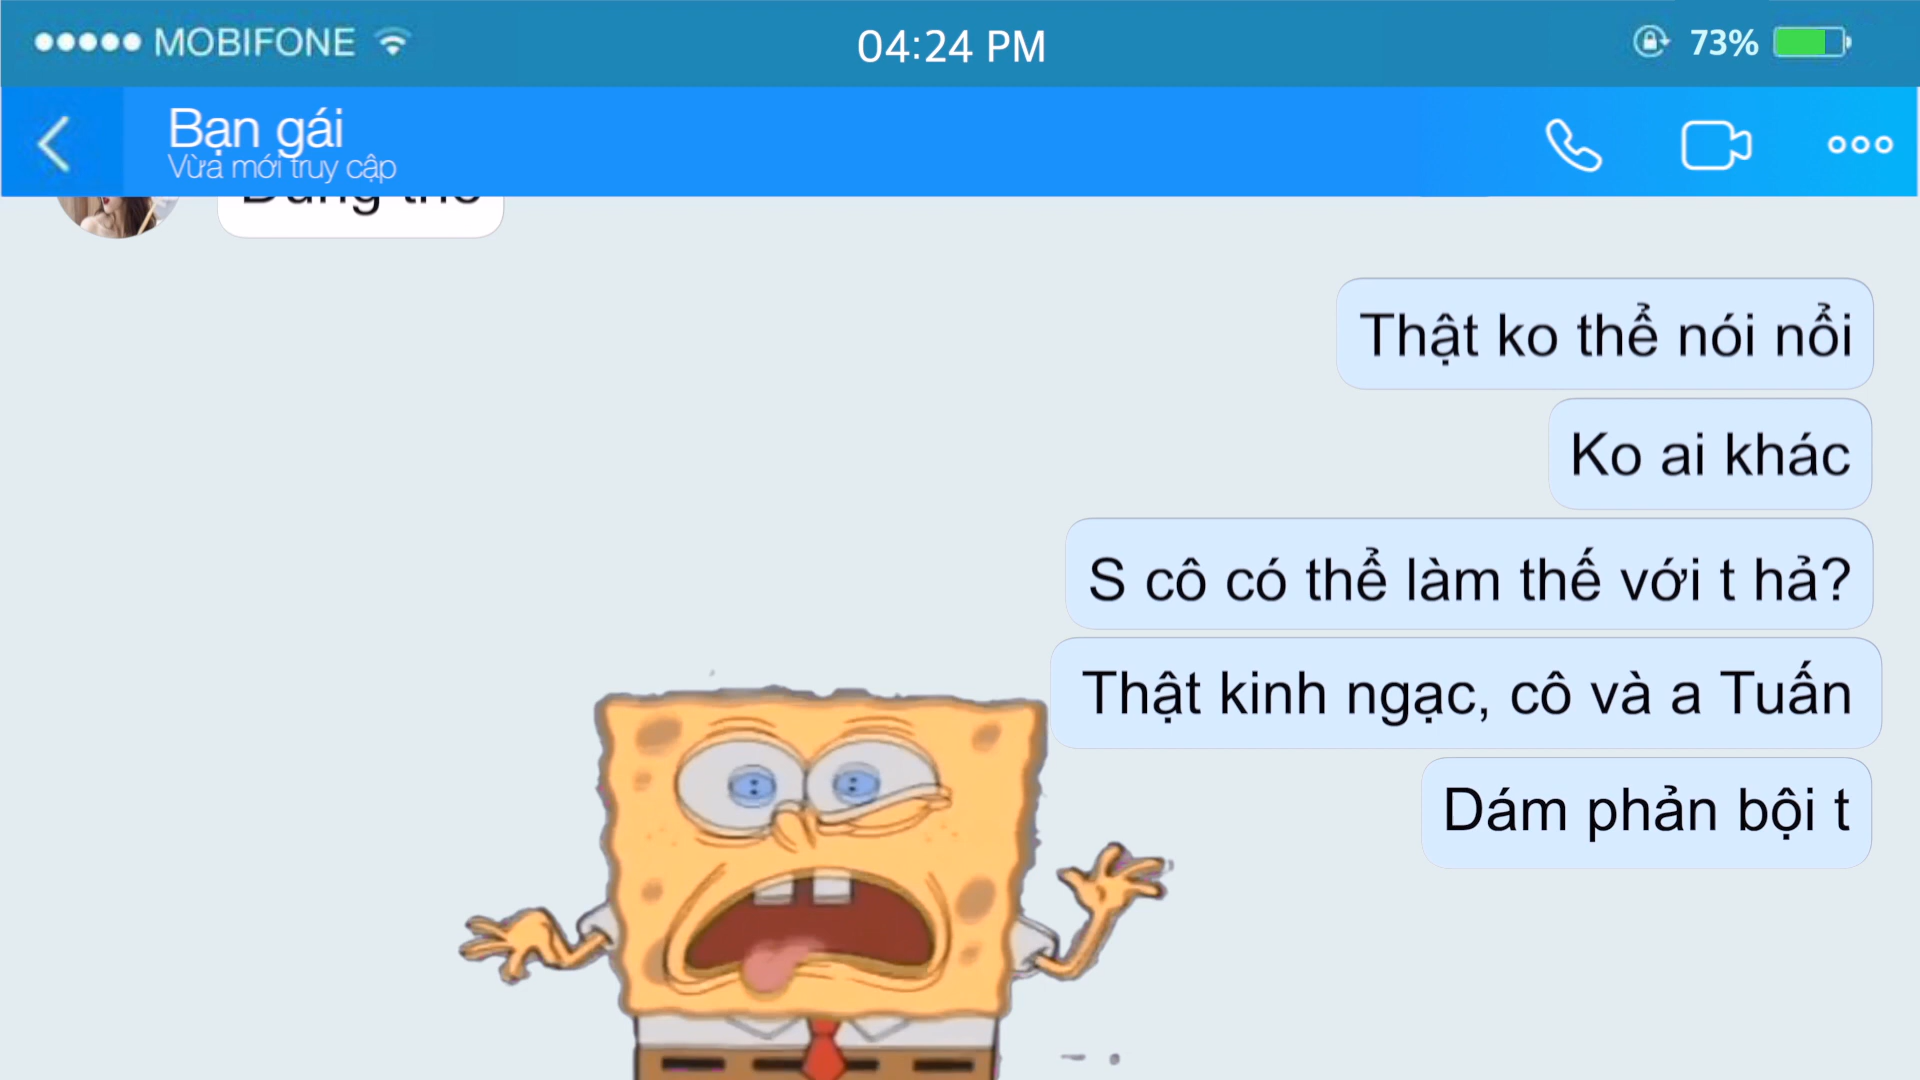 MOBIFONE
04:24 PM
73%
Bạn gái
Vừa mới truy cập
Thật ko thể nói nổi
Ko ai khác
S cô có thể làm thế với t hả?
Thật kinh ngạc, cô và a Tuấn
Dám phản bội t